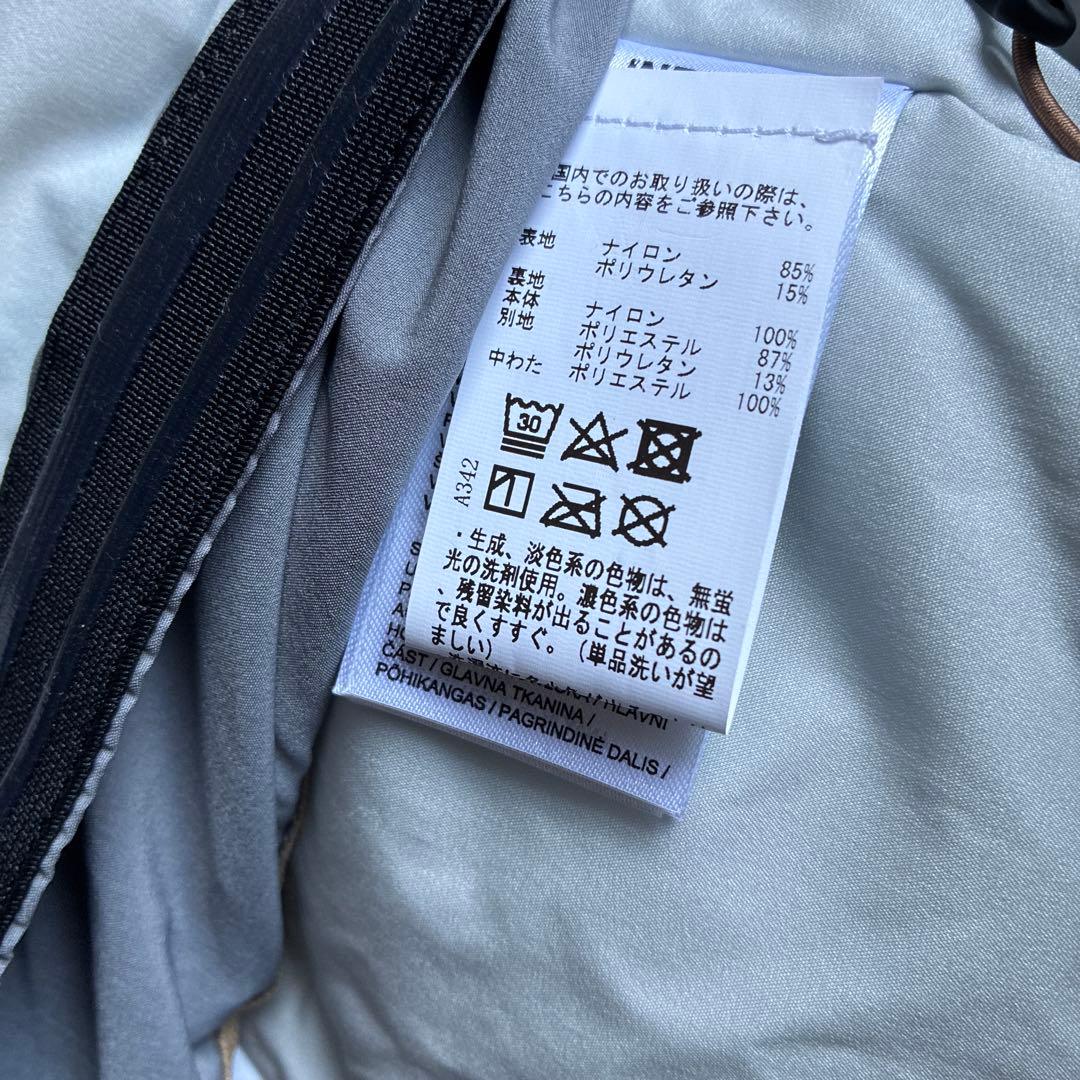 国内でのお取り扱いの際は、
こちらの内容をご参照下さい。
表地 ナイロン 85%
ポリウレタン 15%
裏地
本体 ナイロン 100%
別地 ポリエステル 87%
ポリウレタン 13%
中わた ポリエステル 100%
30
A342
・生成、淡色系の色物は、無蛍
光の洗剤使用。濃色系の色物は
、残留染料が出ることがあるの
で良くすすぐ。（単品洗いが望
ましい）
HLAVNÍ
ČÁST / GLAVNA TKANINA /
PÕHIKANGAS / PAGRINDINĖ DALIS /